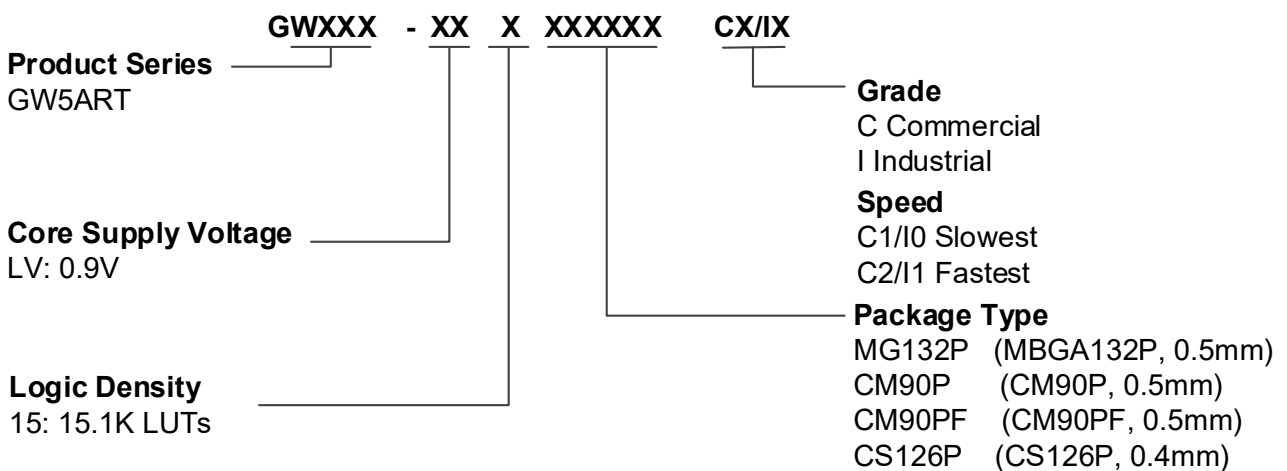 GWXXX - XX X XXXXXX CX/IX
Product Series
GW5ART
Core Supply Voltage
LV: 0.9V
Logic Density
15: 15.1K LUTs
Grade
C Commercial
I Industrial
Speed
C1/I0 Slowest
C2/I1 Fastest
Package Type
MG132P (MBGA132P, 0.5mm)
CM90P (CM90P, 0.5mm)
CM90PF (CM90PF, 0.5mm)
CS126P (CS126P, 0.4mm)